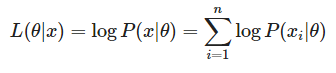 L(θ|x) = log P(x|θ) = ∑_{i=1}^{n} log P(x_i|θ)